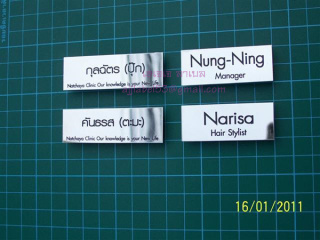 กุลฉัตร (ปุ๊ก)
Natthaya Clinic Our knowledge is your New Life
Nung-Ning
Manager
คันธรส (ตะมะ)
Natthaya Clinic Our knowledge is your New Life
Narisa
Hair Stylist
16/01/2011